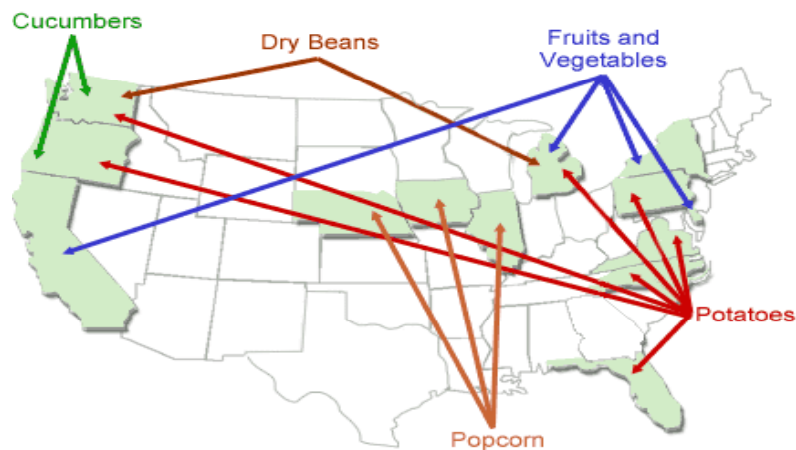 Cucumbers
Dry Beans
Fruits and
Vegetables
Potatoes
Popcorn